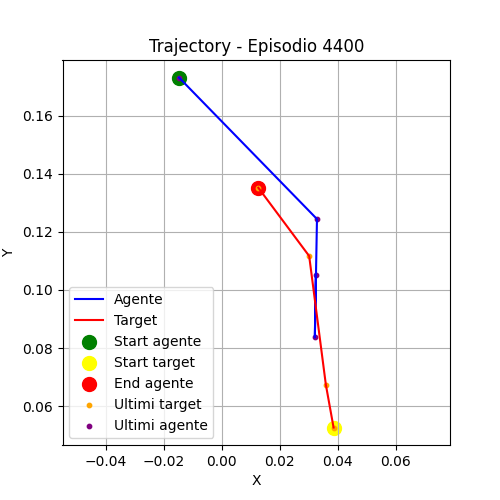 Trajectory - Episodio 4400
Y
0.16
0.14
0.12
0.10
0.08
0.06
Agente
Target
Start agente
Start target
End agente
Ultimi target
Ultimi agente
−0.04
−0.02
0.00
0.02
0.04
0.06
X